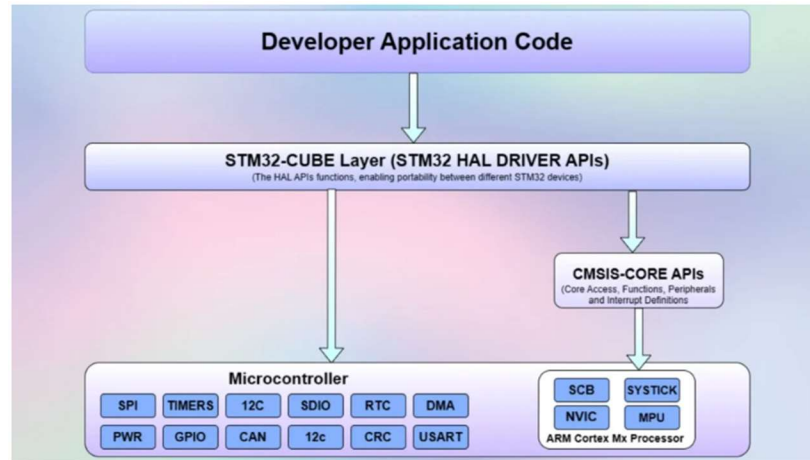 Developer Application Code
STM32-CUBE Layer (STM32 HAL DRIVER APIs)
(The HAL APIs functions, enabling portability between different STM32 devices)
CMSIS-CORE APIs
(Core Access, Functions, Peripherals
and Interrupt Definitions
Microcontroller
SPI TIMERS 12C SDIO RTC DMA
PWR GPIO CAN 12c CRC USART
SCB SYSTICK
NVIC MPU
ARM Cortex Mx Processor